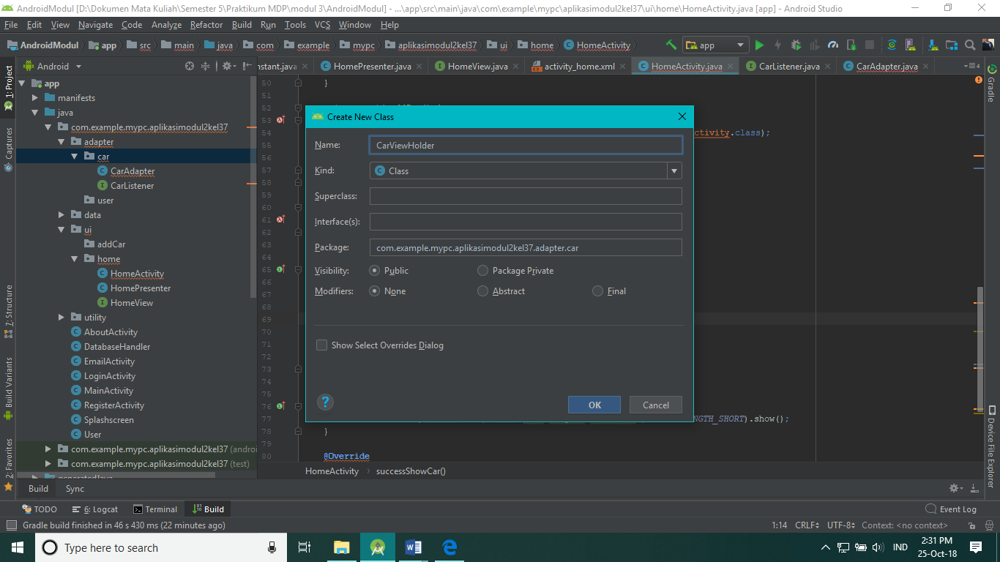 AndroidModul [D:\Dokumen Mata Kuliah\Semester 5\Praktikum MDP\modul 3\AndroidModul] - ...\app\src\main\java\com\example\mypc\aplikasimodul2kel37\ui\home\HomeActivity.java [app] - Android Studio
File Edit View Navigate Code Analyze Refactor Build Run Tools VCS Window Help
AndroidModul app src main java com example mypc aplikasimodul2kel37 ui home HomeActivity app
Android
nstant.java HomePresenter.java HomeView.java activity_home.xml HomeActivity.java CarListener.java CarAdapter.java 4
1: Project
Captures
7: Structure
Build Variants
2: Favorites
app
manifests
java
com.example.mypc.aplikasimodul2kel37
adapter
car
CarAdapter
CarListener
user
data
ui
addCar
home
HomeActivity
HomePresenter
HomeView
utility
AboutActivity
DatabaseHandler
EmailActivity
LoginActivity
MainActivity
RegisterActivity
Splashscreen
User
com.example.mypc.aplikasimodul2kel37 (andro
com.example.mypc.aplikasimodul2kel37 (test)
generatedJava
50 }
51
52
53
54 ctivity.class);
55
56
57
58
59
60
61
62
63
64
65
66
67
68
69
70
71
72
73
74
75
76
77 NGTH_SHORT).show();
78 }
79
80 @Override
Create New Class
Name: CarViewHolder
Kind: Class
Superclass:
Interface(s):
Package: com.example.mypc.aplikasimodul2kel37.adapter.car
Visibility: Public Package Private
Modifiers: None Abstract Final
Show Select Overrides Dialog
? OK Cancel
Gradle
Device File Explorer
HomeActivity successShowCar()
Build Sync
TODO 6: Logcat Terminal Build Event Log
Gradle build finished in 46 s 430 ms (22 minutes ago) 1:14 CRLF UTF-8 Context: <no context>
Type here to search IND 2:31 PM
25-Oct-18